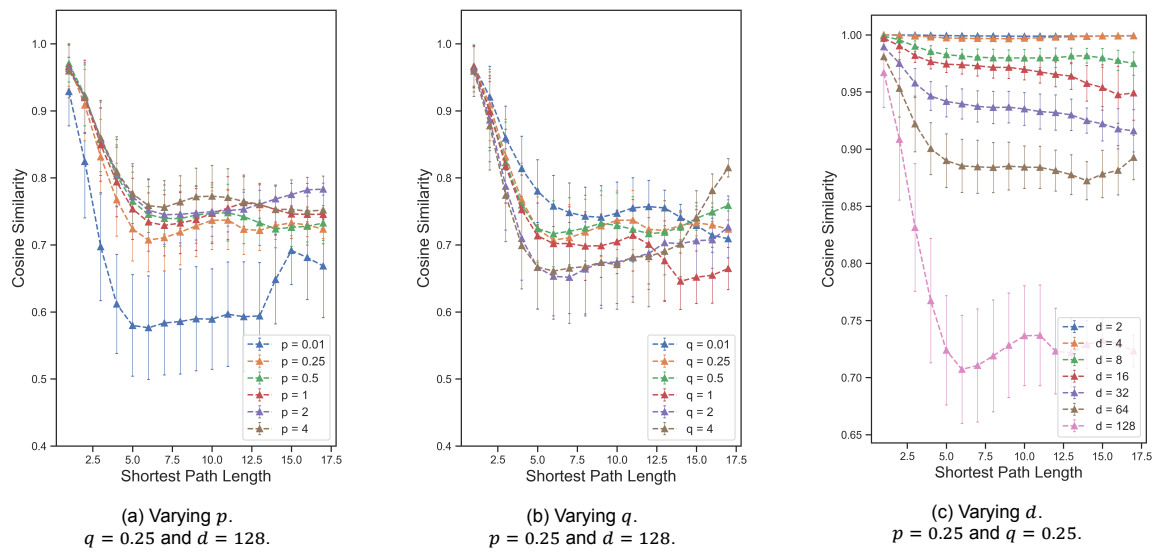 1.0
0.9
0.8
0.7
0.6
0.5
0.4
Cosine Similarity
2.5 5.0 7.5 10.0 12.5 15.0 17.5
Shortest Path Length
p = 0.01
p = 0.25
p = 0.5
p = 1
p = 2
p = 4
(a) Varying p.
q = 0.25 and d = 128.
1.0
0.9
0.8
0.7
0.6
0.5
0.4
Cosine Similarity
2.5 5.0 7.5 10.0 12.5 15.0 17.5
Shortest Path Length
q = 0.01
q = 0.25
q = 0.5
q = 1
q = 2
q = 4
(b) Varying q.
p = 0.25 and d = 128.
1.00
0.95
0.90
0.85
0.80
0.75
0.70
0.65
Cosine Similarity
2.5 5.0 7.5 10.0 12.5 15.0 17.5
Shortest Path Length
d = 2
d = 4
d = 8
d = 16
d = 32
d = 64
d = 128
(c) Varying d.
p = 0.25 and q = 0.25.